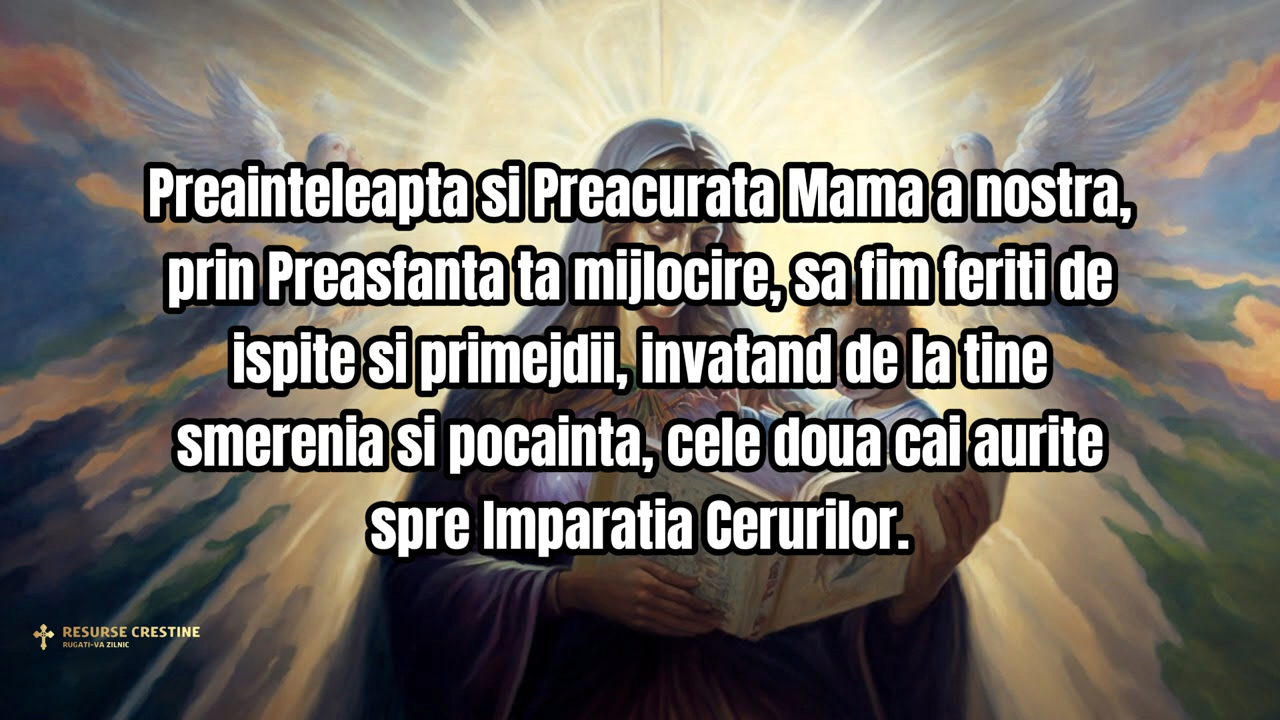 Preainteleapta si Preacurata Mama a nostra,
prin Preasfanta ta mijlocire, sa fim feriti de
ispite si primejdii, invatand de la tine
smerenia si pocainta, cele doua cai aurite
spre Imparatia Cerurilor.
RESURSE CRESTINE
RUGATI-VA ZILNIC